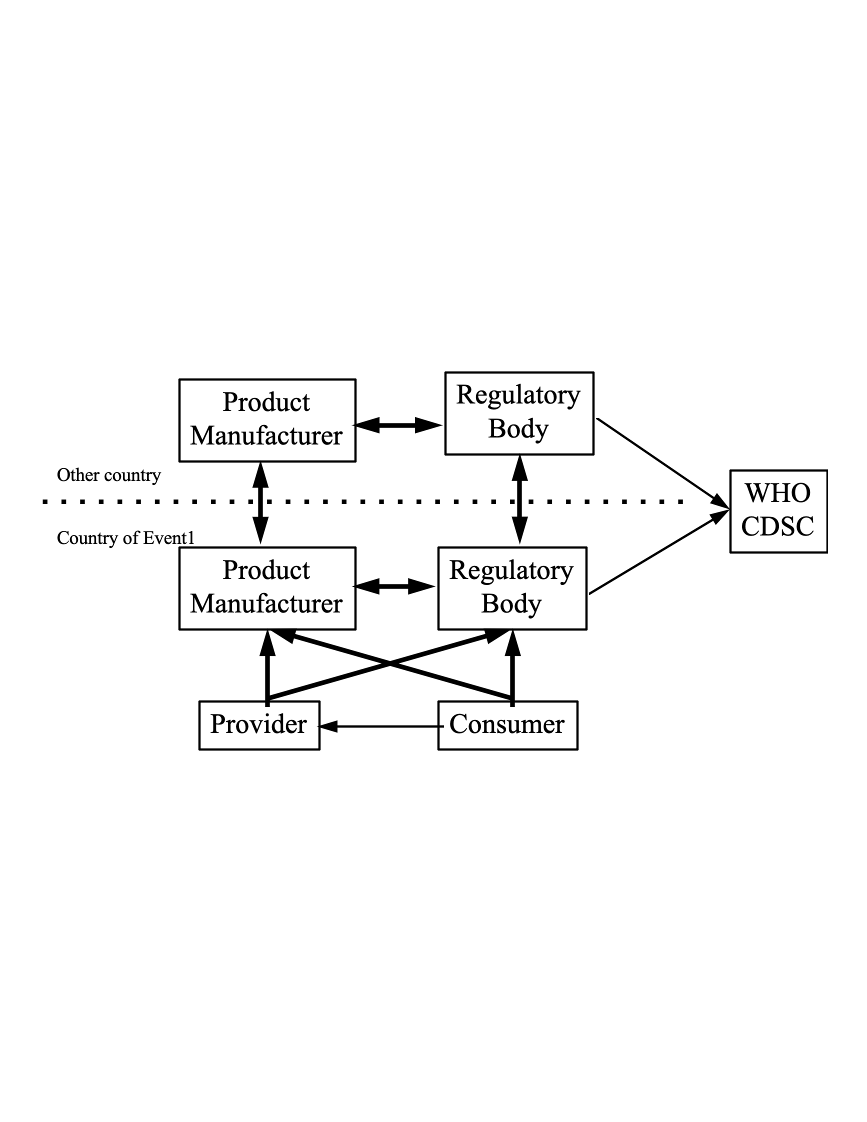 Product
Manufacturer
Regulatory
Body
Other country
WHO
CDSC
Country of Event1
Product
Manufacturer
Regulatory
Body
Provider
Consumer